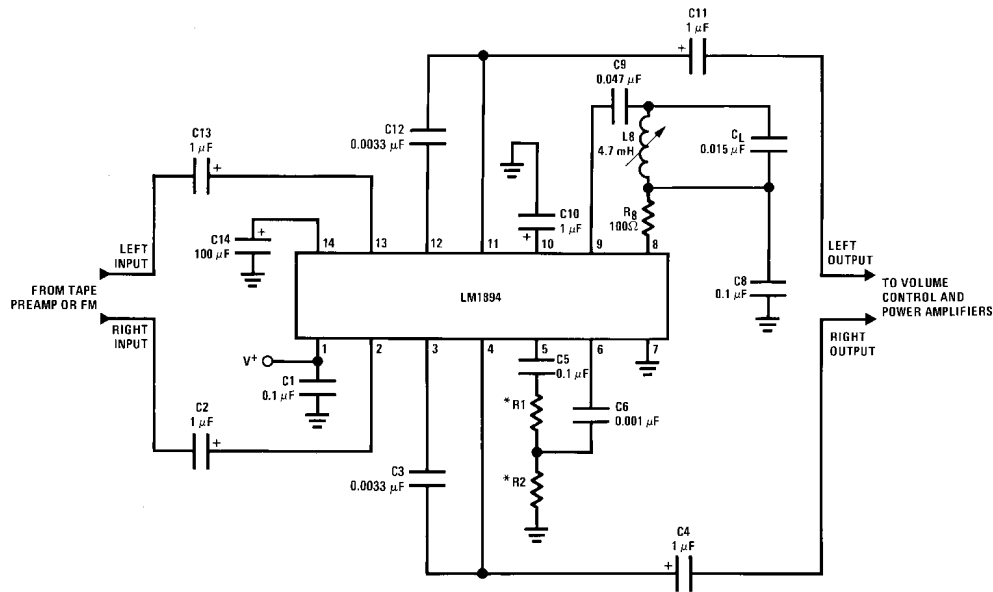 C11
1 μF
+
C9
0.047 μF
C13
1 μF
+
C12
0.0033 μF
L8
4.7 mH
CL
0.015 μF
C14
100 μF
+
C10
1 μF
+
R8
100Ω
14
13
12
11
10
9
8
LEFT
INPUT
LEFT
OUTPUT
FROM TAPE
PREAMP OR FM
LM1894
C8
0.1 μF
TO VOLUME
CONTROL AND
POWER AMPLIFIERS
RIGHT
INPUT
RIGHT
OUTPUT
1
2
3
4
5
6
7
V+
C1
0.1 μF
C5
0.1 μF
*R1
C6
0.001 μF
C2
1 μF
+
C3
0.0033 μF
*R2
C4
1 μF
+